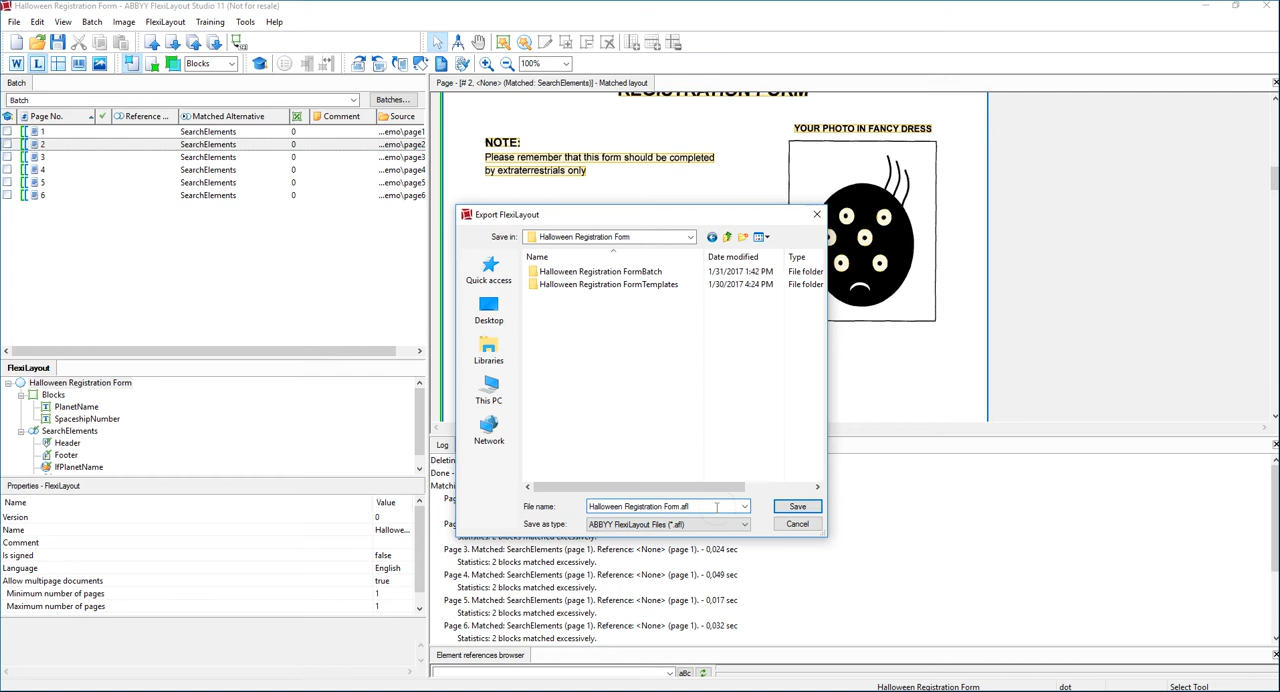 Halloween Registration Form - ABBYY FlexiLayout Studio 11 (Not for resale)
File Edit View Batch Image FlexiLayout Training Tools Help
W L Blocks 100%
Batch
Page - [# 2, <None> (Matched: SearchElements)] - Matched layout
Batch Batches...
Page No. Reference ... Matched Alternative Comment Source
1 SearchElements 0 ...emo\page1
2 SearchElements 0 ...emo\page2
3 SearchElements 0 ...emo\page3
4 SearchElements 0 ...emo\page4
5 SearchElements 0 ...emo\page5
6 SearchElements 0 ...emo\page6
REGISTRATION FORM
YOUR PHOTO IN FANCY DRESS
NOTE:
Please remember that this form should be completed
by extraterrestrials only
Export FlexiLayout
Save in: Halloween Registration Form
Name Date modified Type
Halloween Registration FormBatch 1/31/2017 1:42 PM File folder
Halloween Registration FormTemplates 1/30/2017 4:24 PM File folder
Quick access
Desktop
Libraries
This PC
Network
File name: Halloween Registration Form.afl Save
Save as type: ABBYY FlexiLayout Files (*.afl) Cancel
FlexiLayout
Halloween Registration Form
Blocks
PlanetName
SpaceshipNumber
SearchElements
Header
Footer
IfPlanetName
Properties - FlexiLayout
Name Value
Version 0
Name Hallowe...
Comment
Is signed false
Language English
Allow multipage documents true
Minimum number of pages 1
Maximum number of pages 1
Log
Deleting
Done -
Matc
Page
Page
Statistics: 2 blocks matched excessively.
Page 3. Matched: SearchElements (page 1). Reference: <None> (page 1). - 0,024 sec
Statistics: 2 blocks matched excessively.
Page 4. Matched: SearchElements (page 1). Reference: <None> (page 1). - 0,049 sec
Statistics: 2 blocks matched excessively.
Page 5. Matched: SearchElements (page 1). Reference: <None> (page 1). - 0,017 sec
Statistics: 2 blocks matched excessively.
Page 6. Matched: SearchElements (page 1). Reference: <None> (page 1). - 0,032 sec
Statistics: 2 blocks matched excessively.
Element references browser
aBc
Halloween Registration Form dot Select Tool